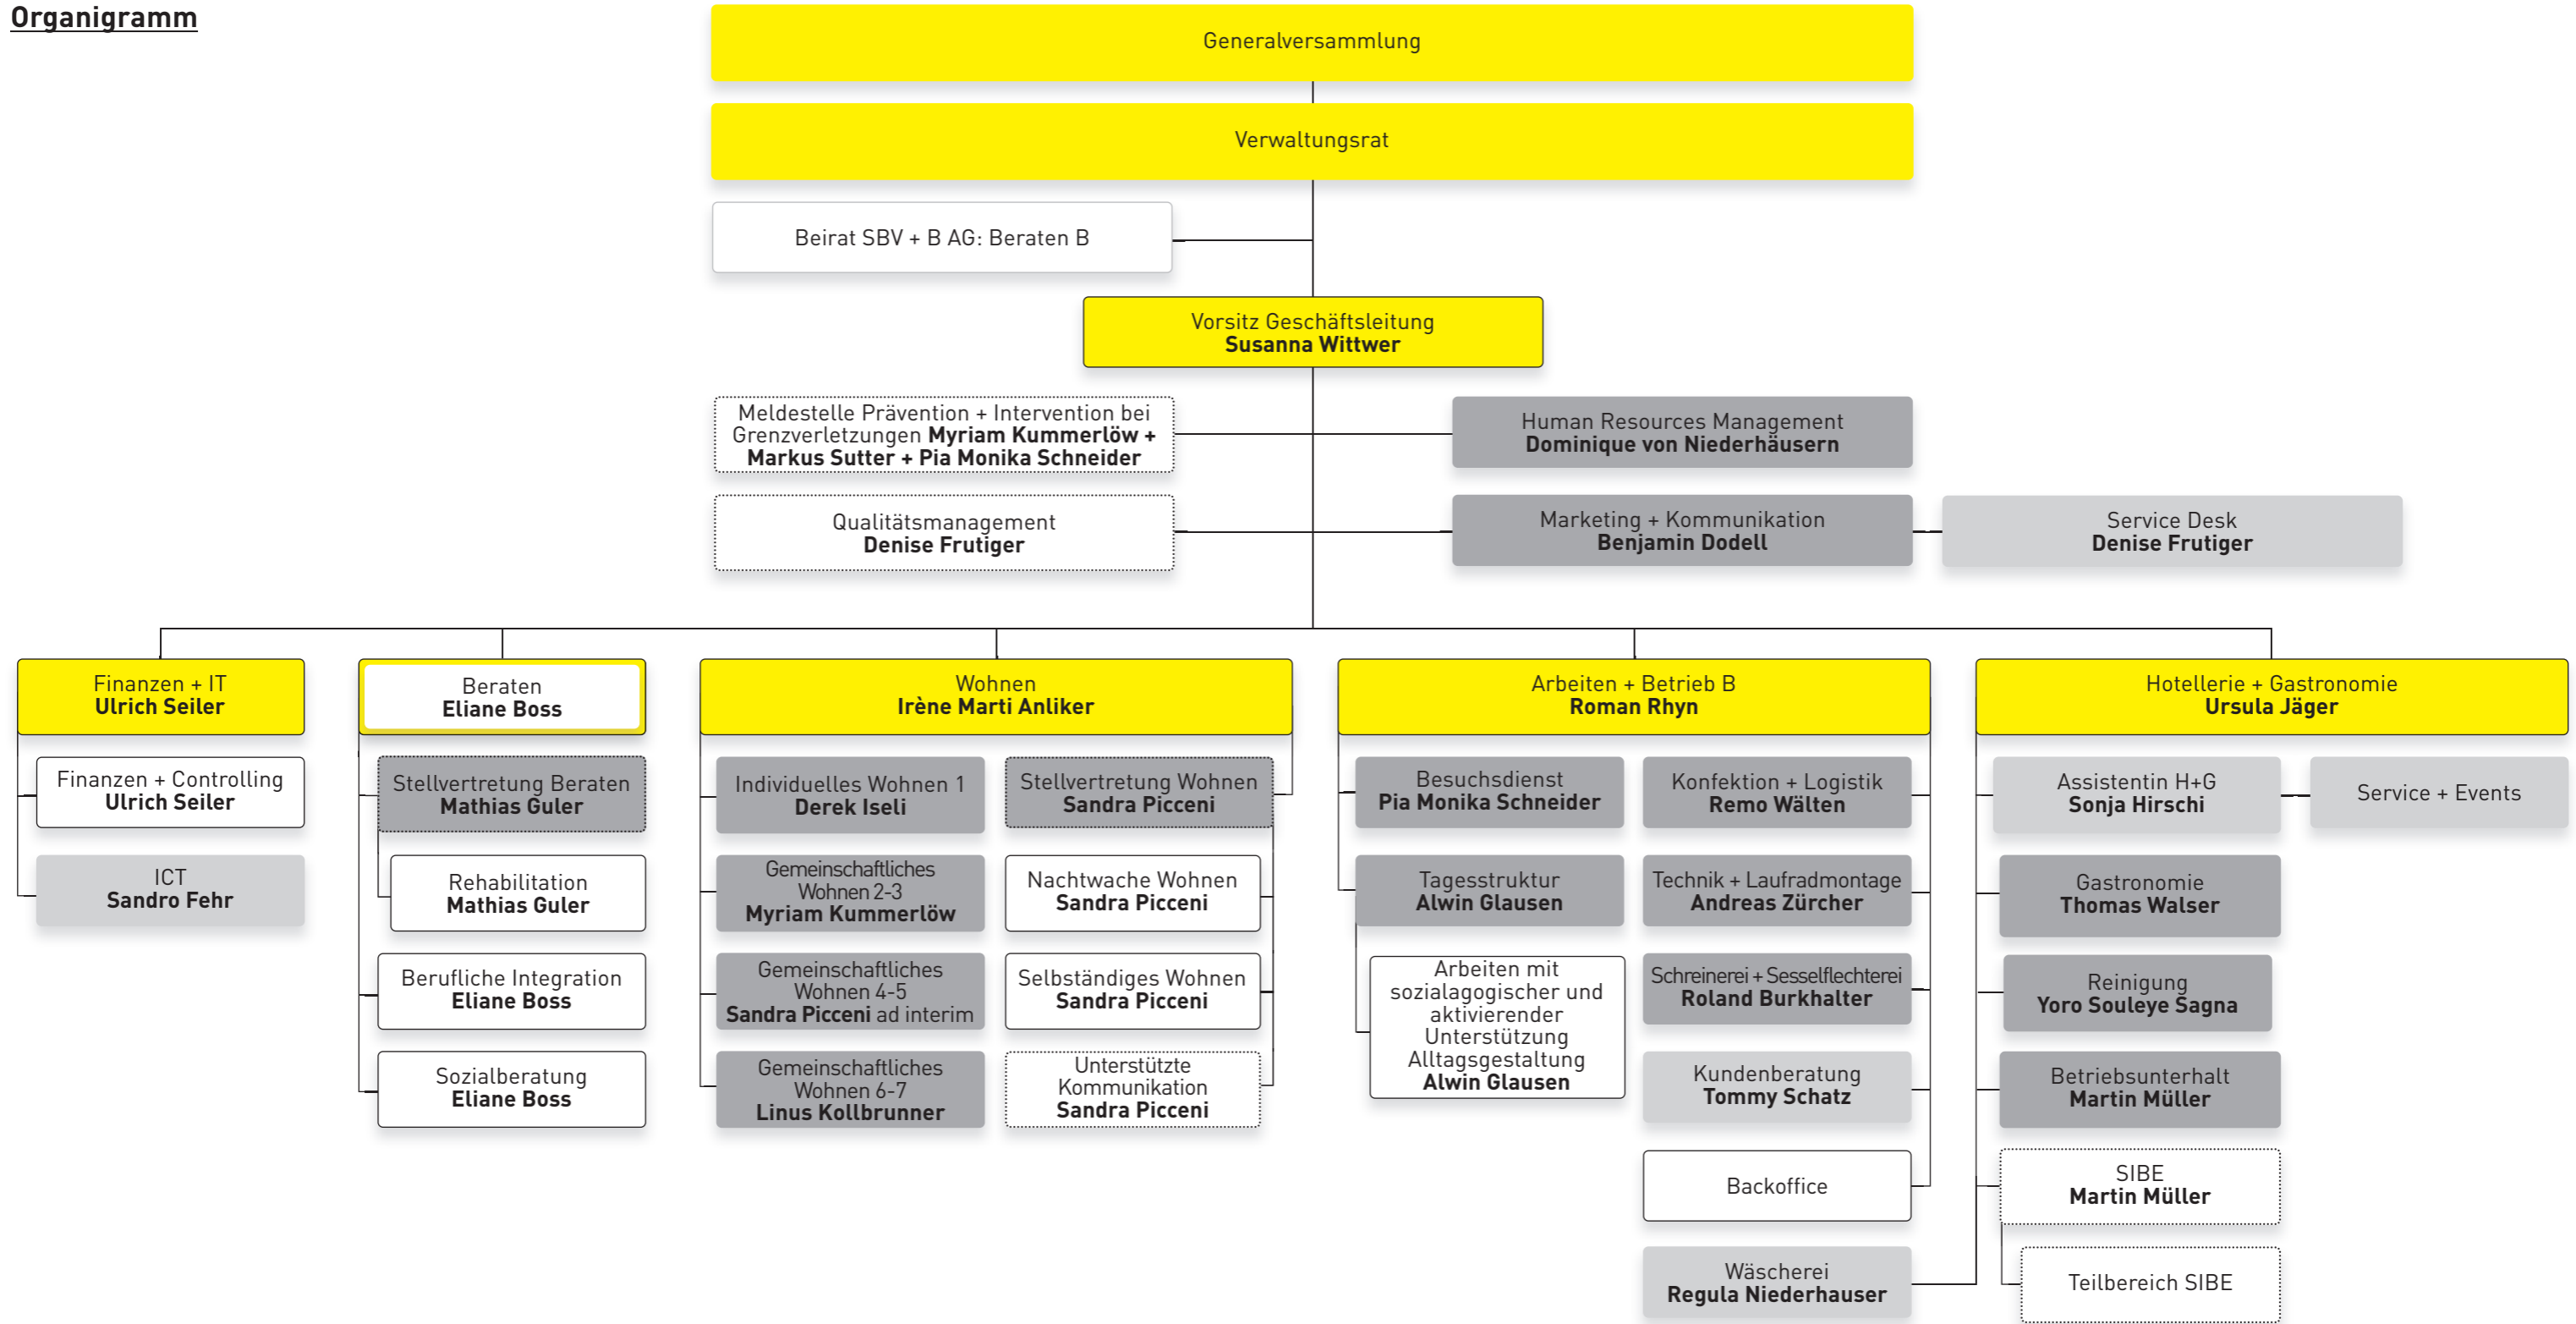 Organigramm
Generalversammlung
Verwaltungsrat
Beirat SBV + B AG: Beraten B
Vorsitz Geschäftsleitung
Susanna Wittwer
Meldestelle Prävention + Intervention bei
Grenzverletzungen Myriam Kummerlöw +
Markus Sutter + Pia Monika Schneider
Human Resources Management
Dominique von Niederhäusern
Qualitätsmanagement
Denise Frutiger
Marketing + Kommunikation
Benjamin Dodell
Service Desk
Denise Frutiger
Finanzen + IT
Ulrich Seiler
Finanzen + Controlling
Ulrich Seiler
ICT
Sandro Fehr
Beraten
Eliane Boss
Stellvertretung Beraten
Mathias Guler
Rehabilitation
Mathias Guler
Berufliche Integration
Eliane Boss
Sozialberatung
Eliane Boss
Wohnen
Irène Marti Anliker
Individuelles Wohnen 1
Derek Iseli
Gemeinschaftliches
Wohnen 2-3
Myriam Kummerlöw
Gemeinschaftliches
Wohnen 4-5
Sandra Picceni ad interim
Gemeinschaftliches
Wohnen 6-7
Linus Kollbrunner
Stellvertretung Wohnen
Sandra Picceni
Nachtwache Wohnen
Sandra Picceni
Selbständiges Wohnen
Sandra Picceni
Unterstützte
Kommunikation
Sandra Picceni
Arbeiten + Betrieb B
Roman Rhyn
Besuchsdienst
Pia Monika Schneider
Tagesstruktur
Alwin Glausen
Arbeiten mit
sozialagogischer und
aktivierender
Unterstützung
Alltagsgestaltung
Alwin Glausen
Konfektion + Logistik
Remo Wälten
Technik + Laufradmontage
Andreas Zürcher
Schreinerei + Sesselflechterei
Roland Burkhalter
Kundenberatung
Tommy Schatz
Backoffice
Wäscherei
Regula Niederhauser
Hotellerie + Gastronomie
Ursula Jäger
Assistentin H+G
Sonja Hirschi
Service + Events
Gastronomie
Thomas Walser
Reinigung
Yoro Souleye Sagna
Betriebsunterhalt
Martin Müller
SIBE
Martin Müller
Teilbereich SIBE